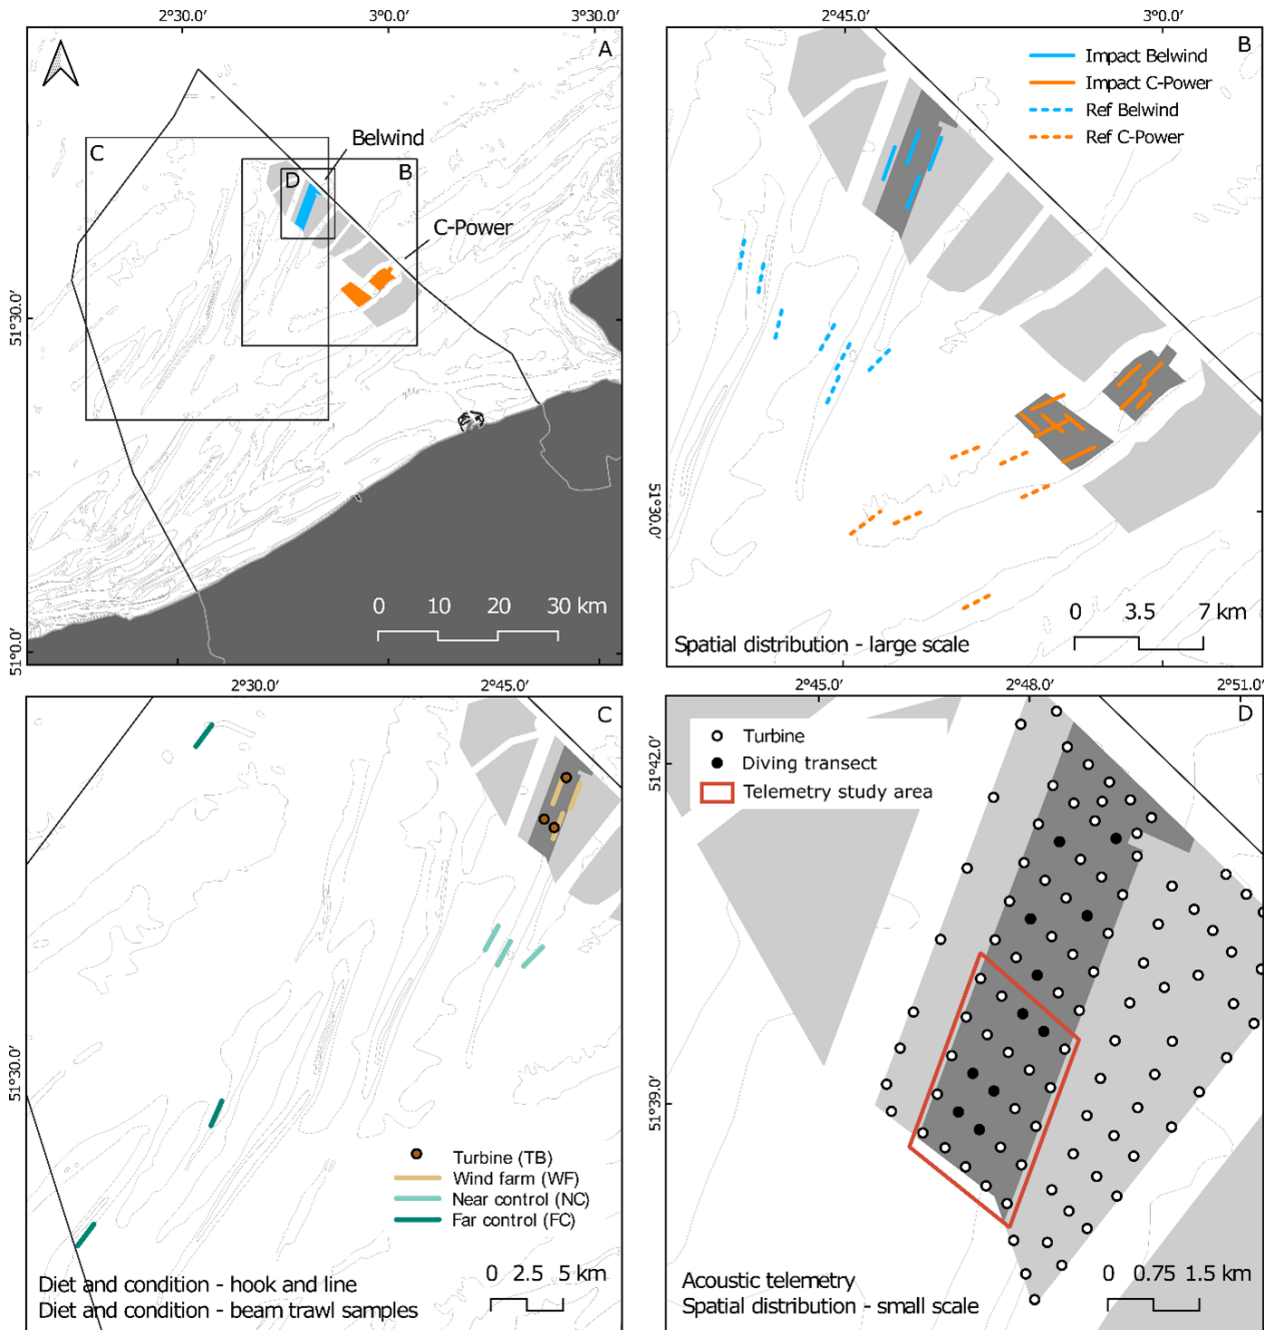 2°30.0′ 3°0.0′ 3°30.0′
A
Belwind
C
D
B
C-Power
51°30.0′
51°0.0′
0 10 20 30 km
2°45.0′ 3°0.0′
B
Impact Belwind
Impact C-Power
Ref Belwind
Ref C-Power
51°30.0′
0 3.5 7 km
Spatial distribution - large scale
2°30.0′ 2°45.0′
C
51°30.0′
Turbine (TB)
Wind farm (WF)
Near control (NC)
Far control (FC)
0 2.5 5 km
Diet and condition - hook and line
Diet and condition - beam trawl samples
2°45.0′ 2°48.0′ 2°51.0′
D
Turbine
Diving transect
Telemetry study area
51°42.0′
51°39.0′
0 0.75 1.5 km
Acoustic telemetry
Spatial distribution - small scale